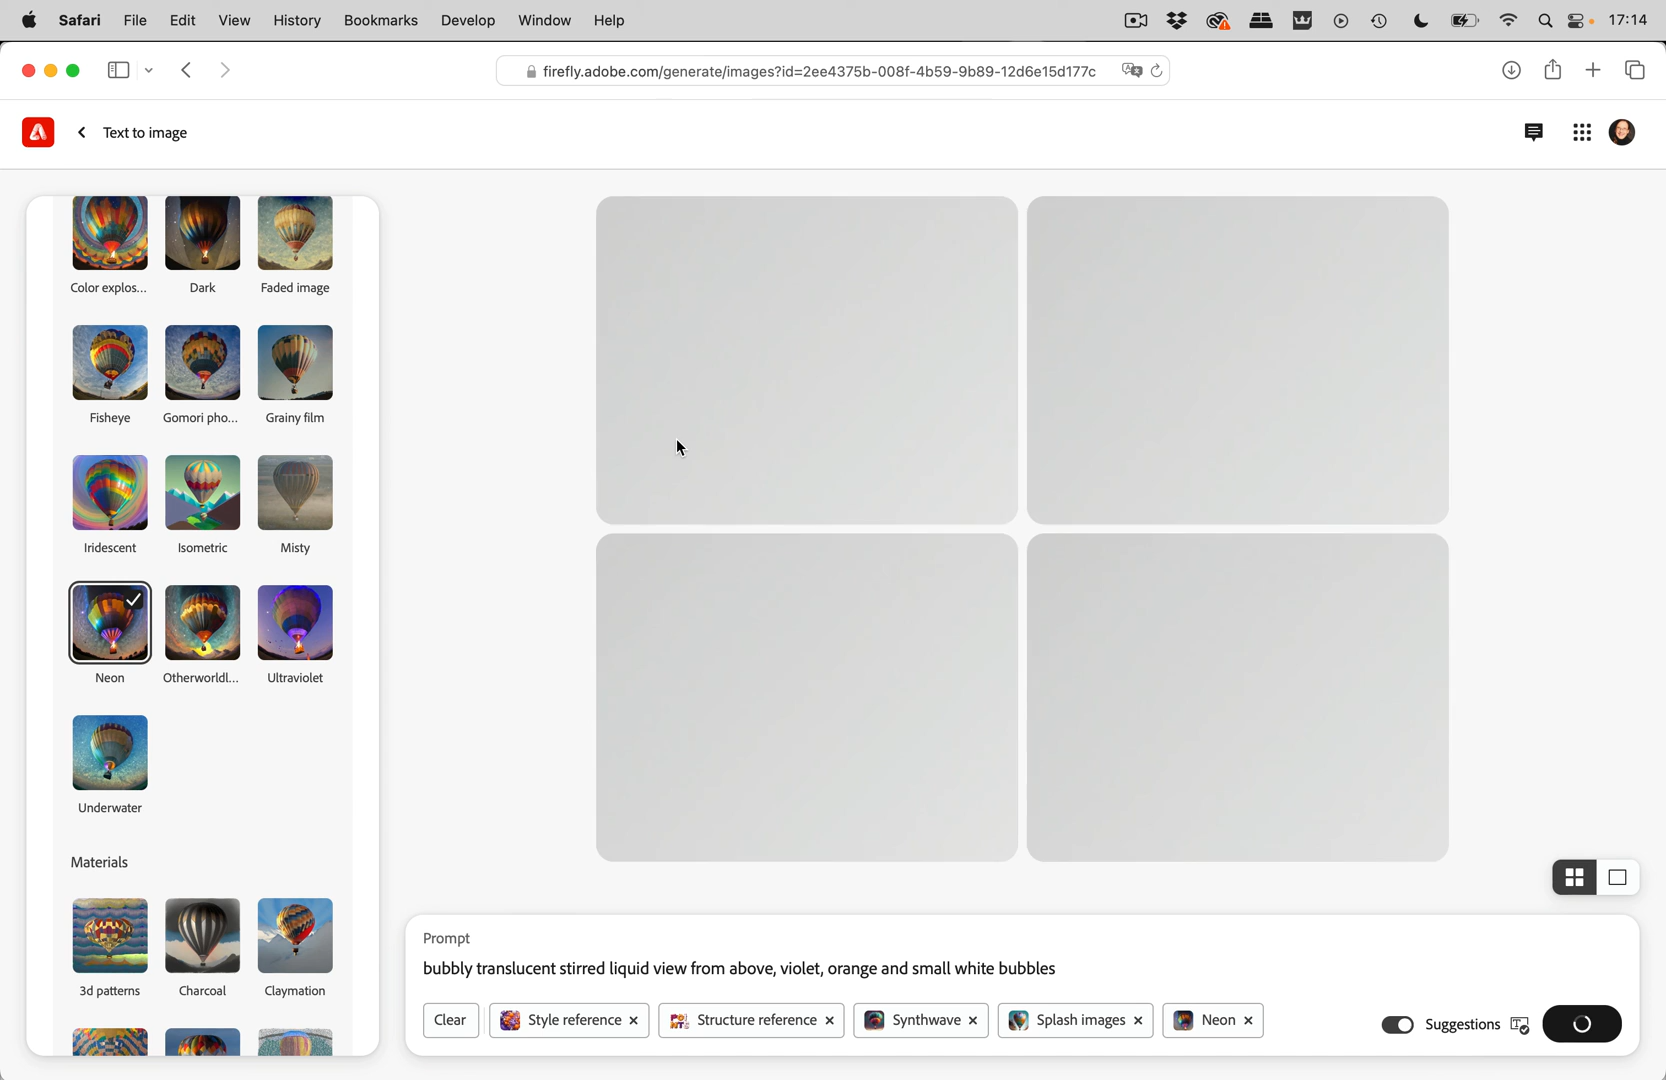 Safari File Edit View History Bookmarks Develop Window Help 17:14
firefly.adobe.com/generate/images?id=2ee4375b-008f-4b59-9b89-12d6e15d177c
Text to image
Color explos... Dark Faded image
Fisheye Gomori pho... Grainy film
Iridescent Isometric Misty
Neon Otherworldl... Ultraviolet
Underwater
Materials
3d patterns Charcoal Claymation
Prompt
bubbly translucent stirred liquid view from above, violet, orange and small white bubbles
Clear Style reference Structure reference Synthwave Splash images Neon Suggestions